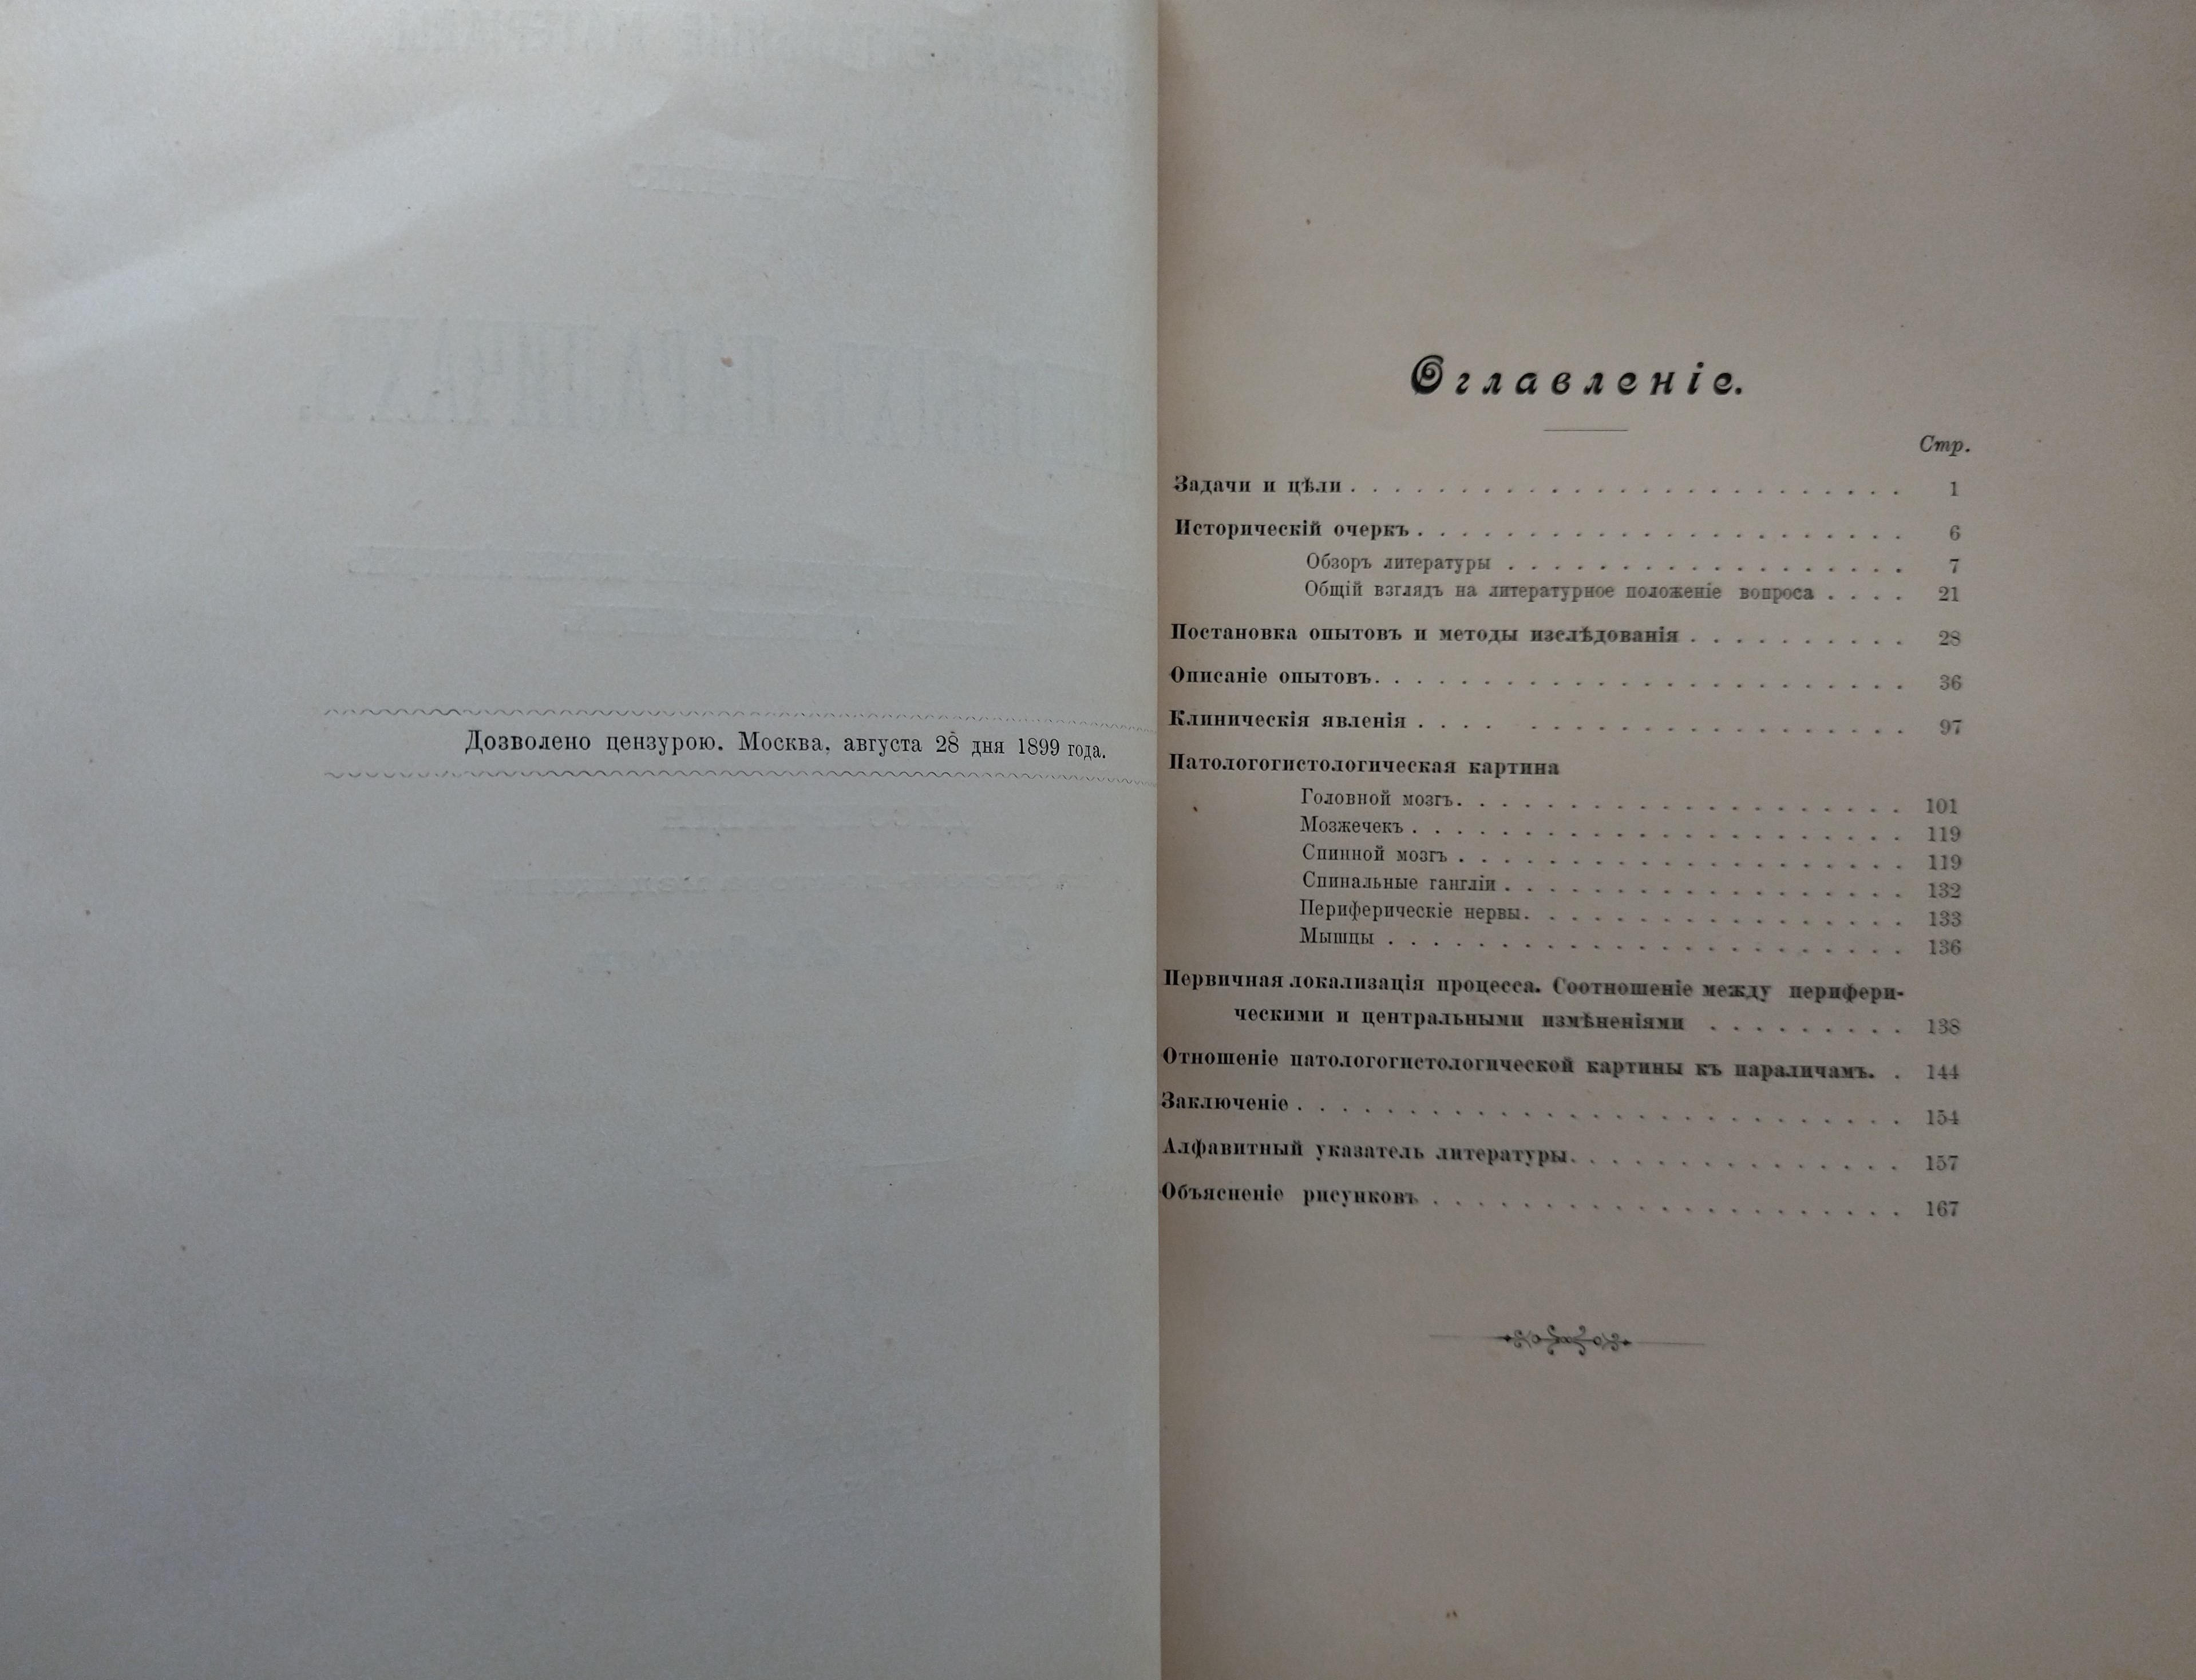 Дозволено цензурою. Москва, августа 28 дня 1899 года.
Оглавленіе.
Стр.
Задачи и цѣли . . . . . . . . . . . . . . . . . . . . . . . . . 1
Историческій очеркъ . . . . . . . . . . . . . . . . . . . . . . 6
Обзоръ литературы . . . . . . . . . . . . . . . . . . 7
Общій взглядъ на литературное положеніе вопроса . . . . 21
Постановка опытовъ и методы изслѣдованія . . . . . . . . . . 28
Описаніе опытовъ. . . . . . . . . . . . . . . . . . . . . . . . 36
Клиническія явленія . . . . . . . . . . . . . . . . . . . . . 97
Патологогистологическая картина
Головной мозгъ. . . . . . . . . . . . . . . . . . . . 101
Мозжечекъ . . . . . . . . . . . . . . . . . . . . . . 119
Спинной мозгъ . . . . . . . . . . . . . . . . . . . . 119
Спинальные гангліи . . . . . . . . . . . . . . . . . . 132
Периферическіе нервы. . . . . . . . . . . . . . . . . 133
Мышцы . . . . . . . . . . . . . . . . . . . . . . . 136
Первичная локализація процесса. Соотношеніе между перифери-
ческими и центральными измѣненіями . . . . . . . . . 138
Отношеніе патологогистологической картины къ параличамъ. . 144
Заключеніе . . . . . . . . . . . . . . . . . . . . . . . . . . . 154
Алфавитный указатель литературы. . . . . . . . . . . . . . . 157
Объясненіе рисунковъ . . . . . . . . . . . . . . . . . . . . . 167